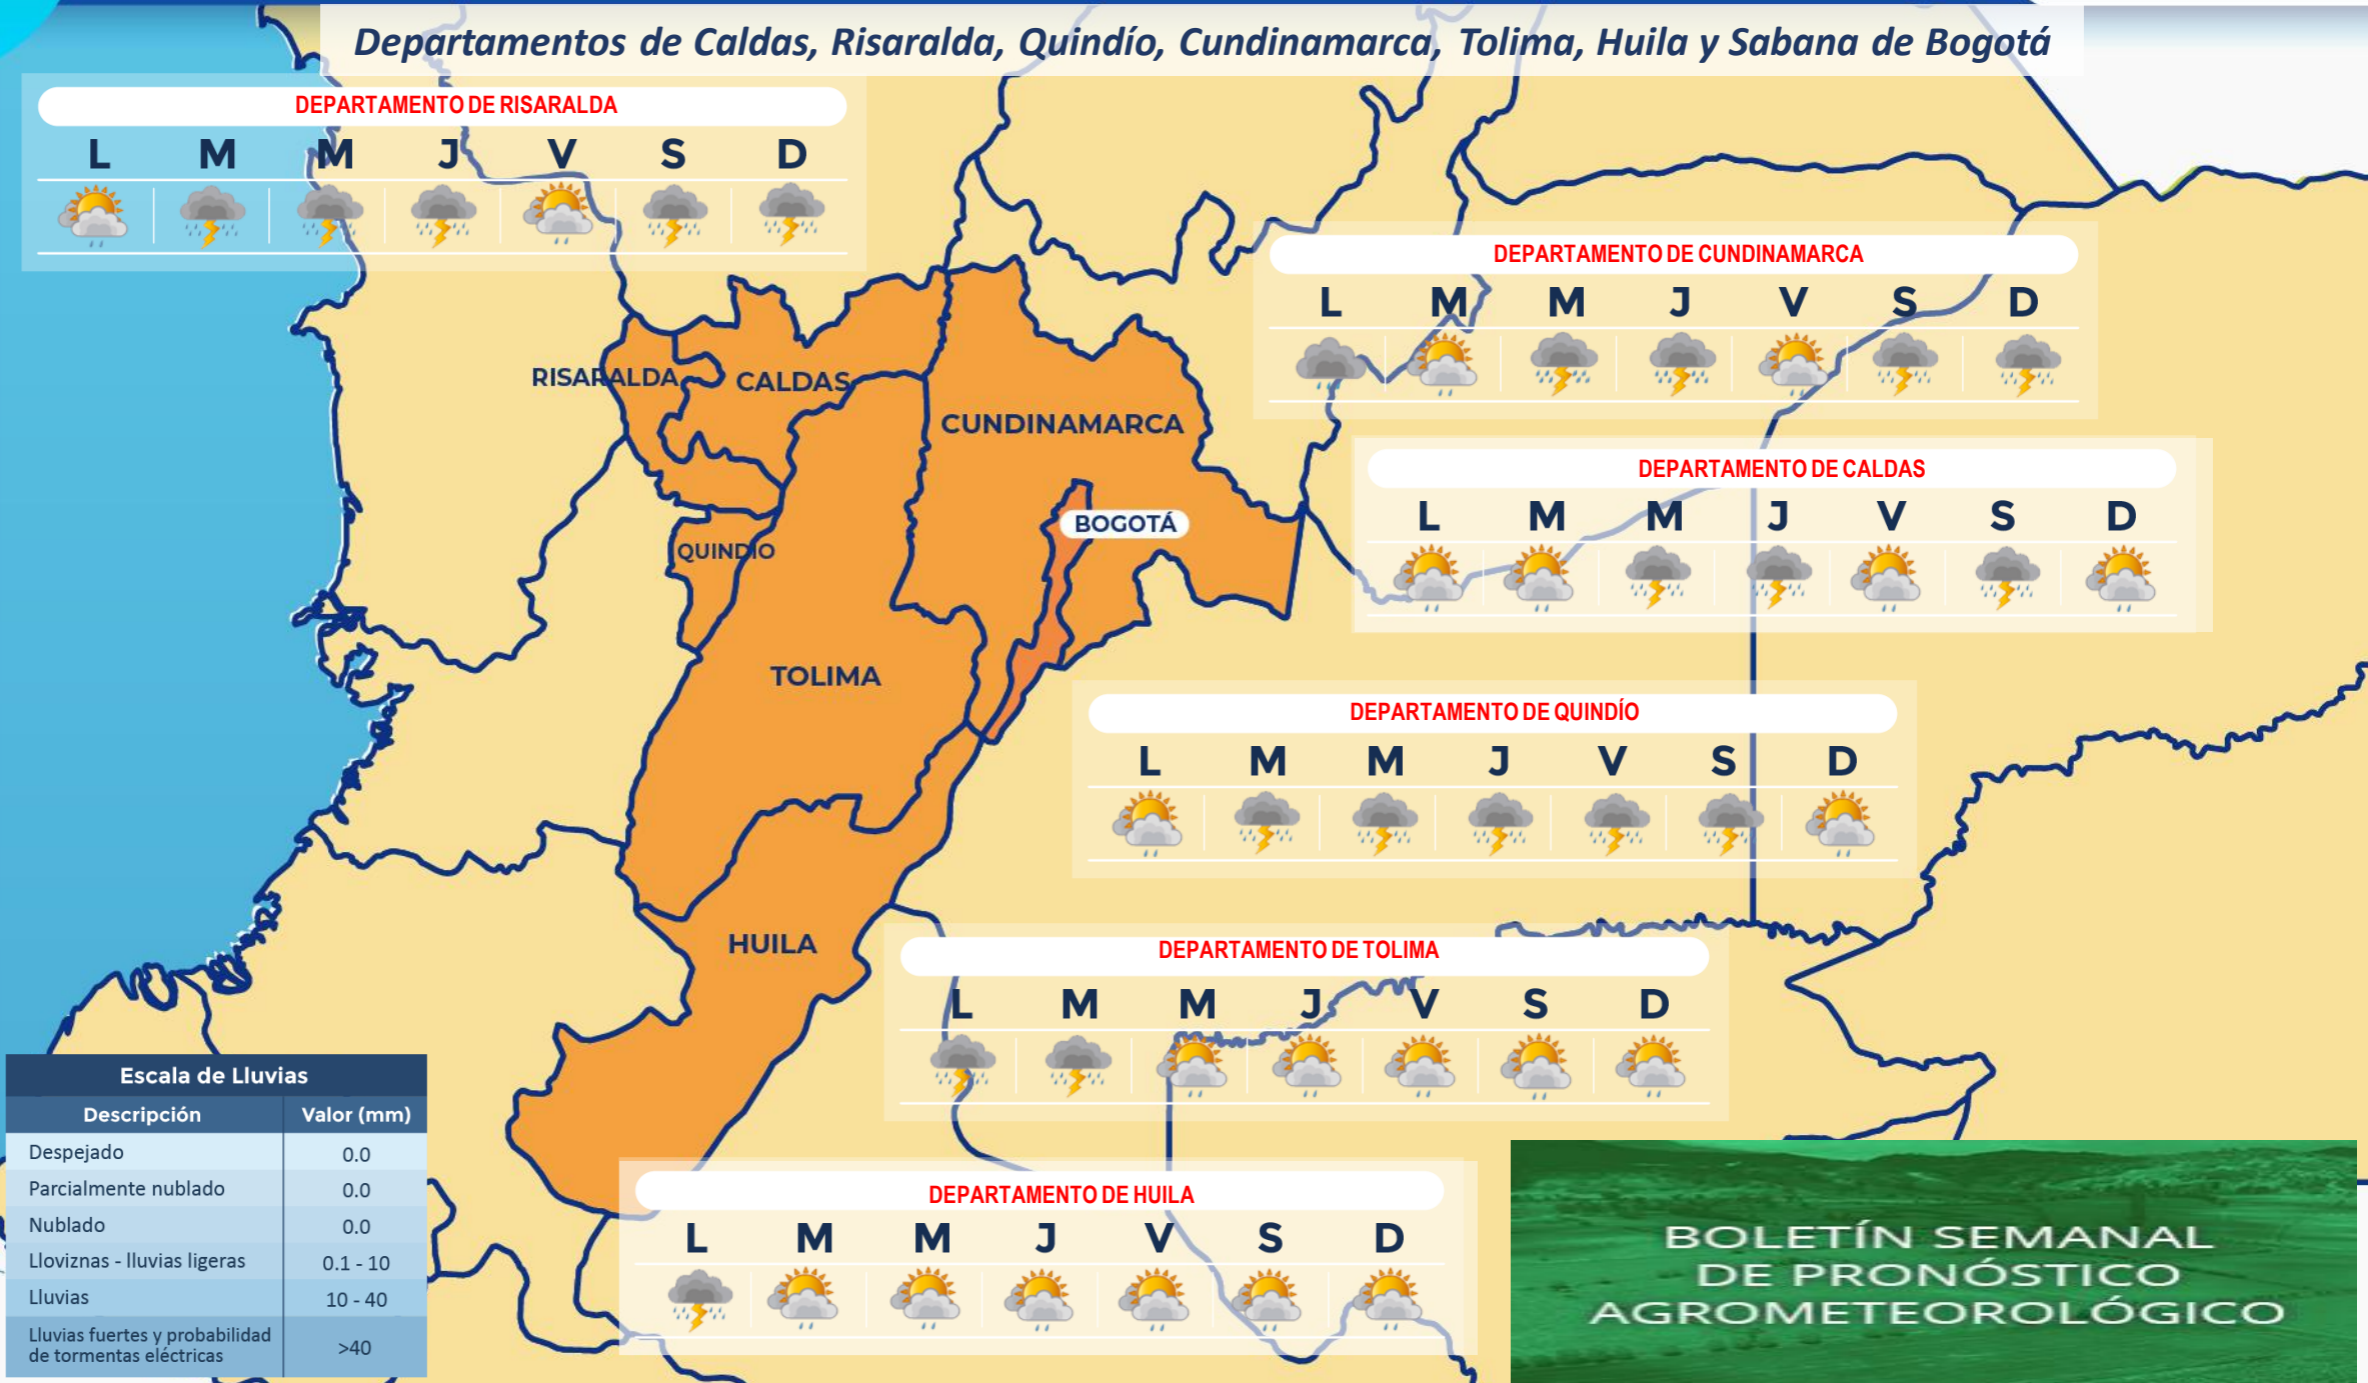 Departamentos de Caldas, Risaralda, Quindío, Cundinamarca, Tolima, Huila y Sabana de Bogotá
DEPARTAMENTO DE RISARALDA
L M M J V S D
DEPARTAMENTO DE CUNDINAMARCA
L M M J V S D
RISARALDA
CALDAS
CUNDINAMARCA
DEPARTAMENTO DE CALDAS
L M M J V S D
BOGOTÁ
QUINDIO
TOLIMA
DEPARTAMENTO DE QUINDÍO
L M M J V S D
HUILA
DEPARTAMENTO DE TOLIMA
L M M J V S D
Escala de Lluvias
Descripción Valor (mm)
Despejado 0.0
Parcialmente nublado 0.0
Nublado 0.0
Lloviznas - lluvias ligeras 0.1 - 10
Lluvias 10 - 40
Lluvias fuertes y probabilidad
de tormentas eléctricas >40
DEPARTAMENTO DE HUILA
L M M J V S D
BOLETÍN SEMANAL
DE PRONÓSTICO
AGROMETEOROLÓGICO